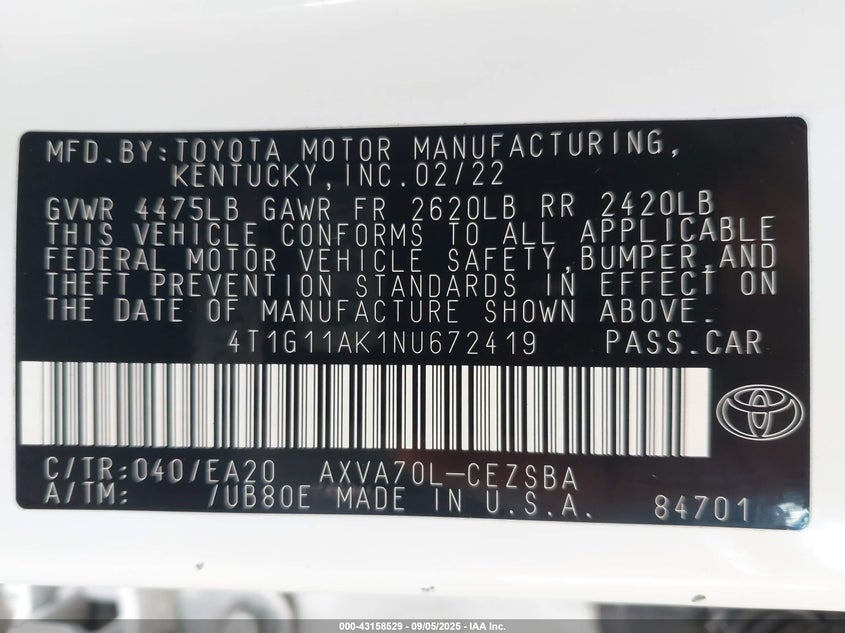 MFD.BY:TOYOTA MOTOR MANUFACTURING,
KENTUCKY,INC.02/22
GVWR 4475LB GAWR FR 2620LB RR 2420LB
THIS VEHICLE CONFORMS TO ALL APPLICABLE
FEDERAL MOTOR VEHICLE SAFETY,BUMPER,AND
THEFT PREVENTION STANDARDS IN EFFECT ON
THE DATE OF MANUFACTURE SHOWN ABOVE.
4T1G11AK1NU672419 PASS.CAR
C/TR:040/EA20 AXVA70L-CEZSBA
A/TM: /UB80E MADE IN U.S.A. 84701
000-43158529 - 09/05/2025 - IAA Inc.